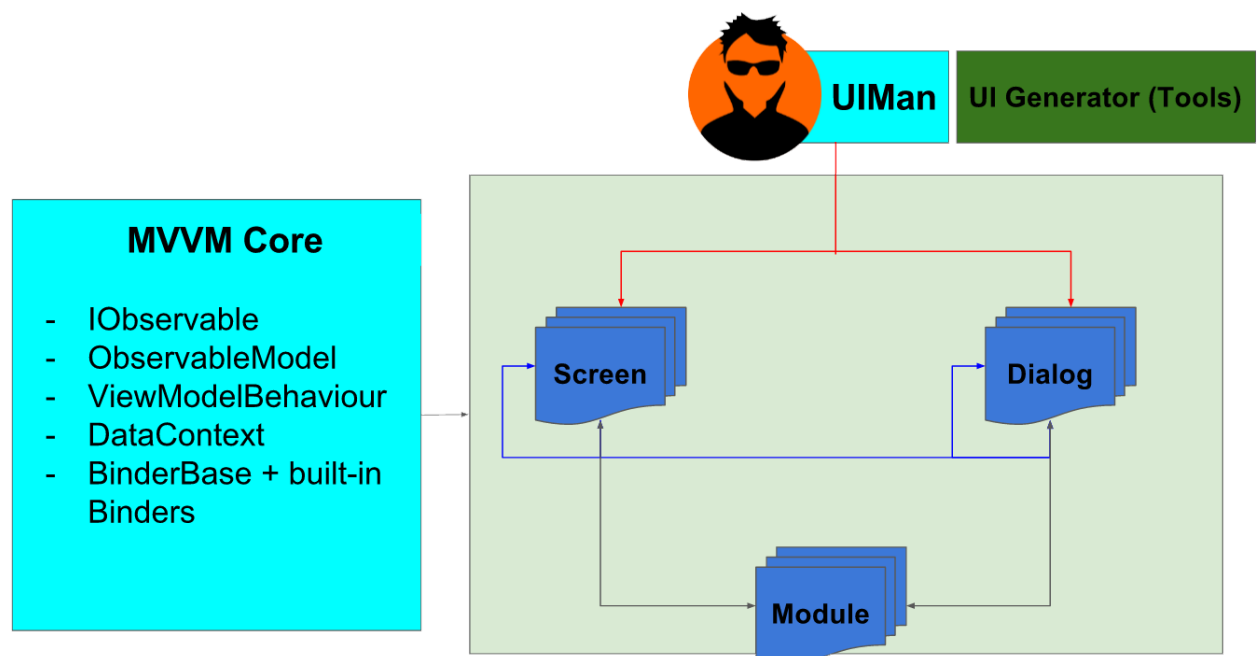 UIMan
UI Generator (Tools)
MVVM Core
- IObservable
- ObservableModel
- ViewModelBehaviour
- DataContext
- BinderBase + built-in
Binders
Screen
Dialog
Module